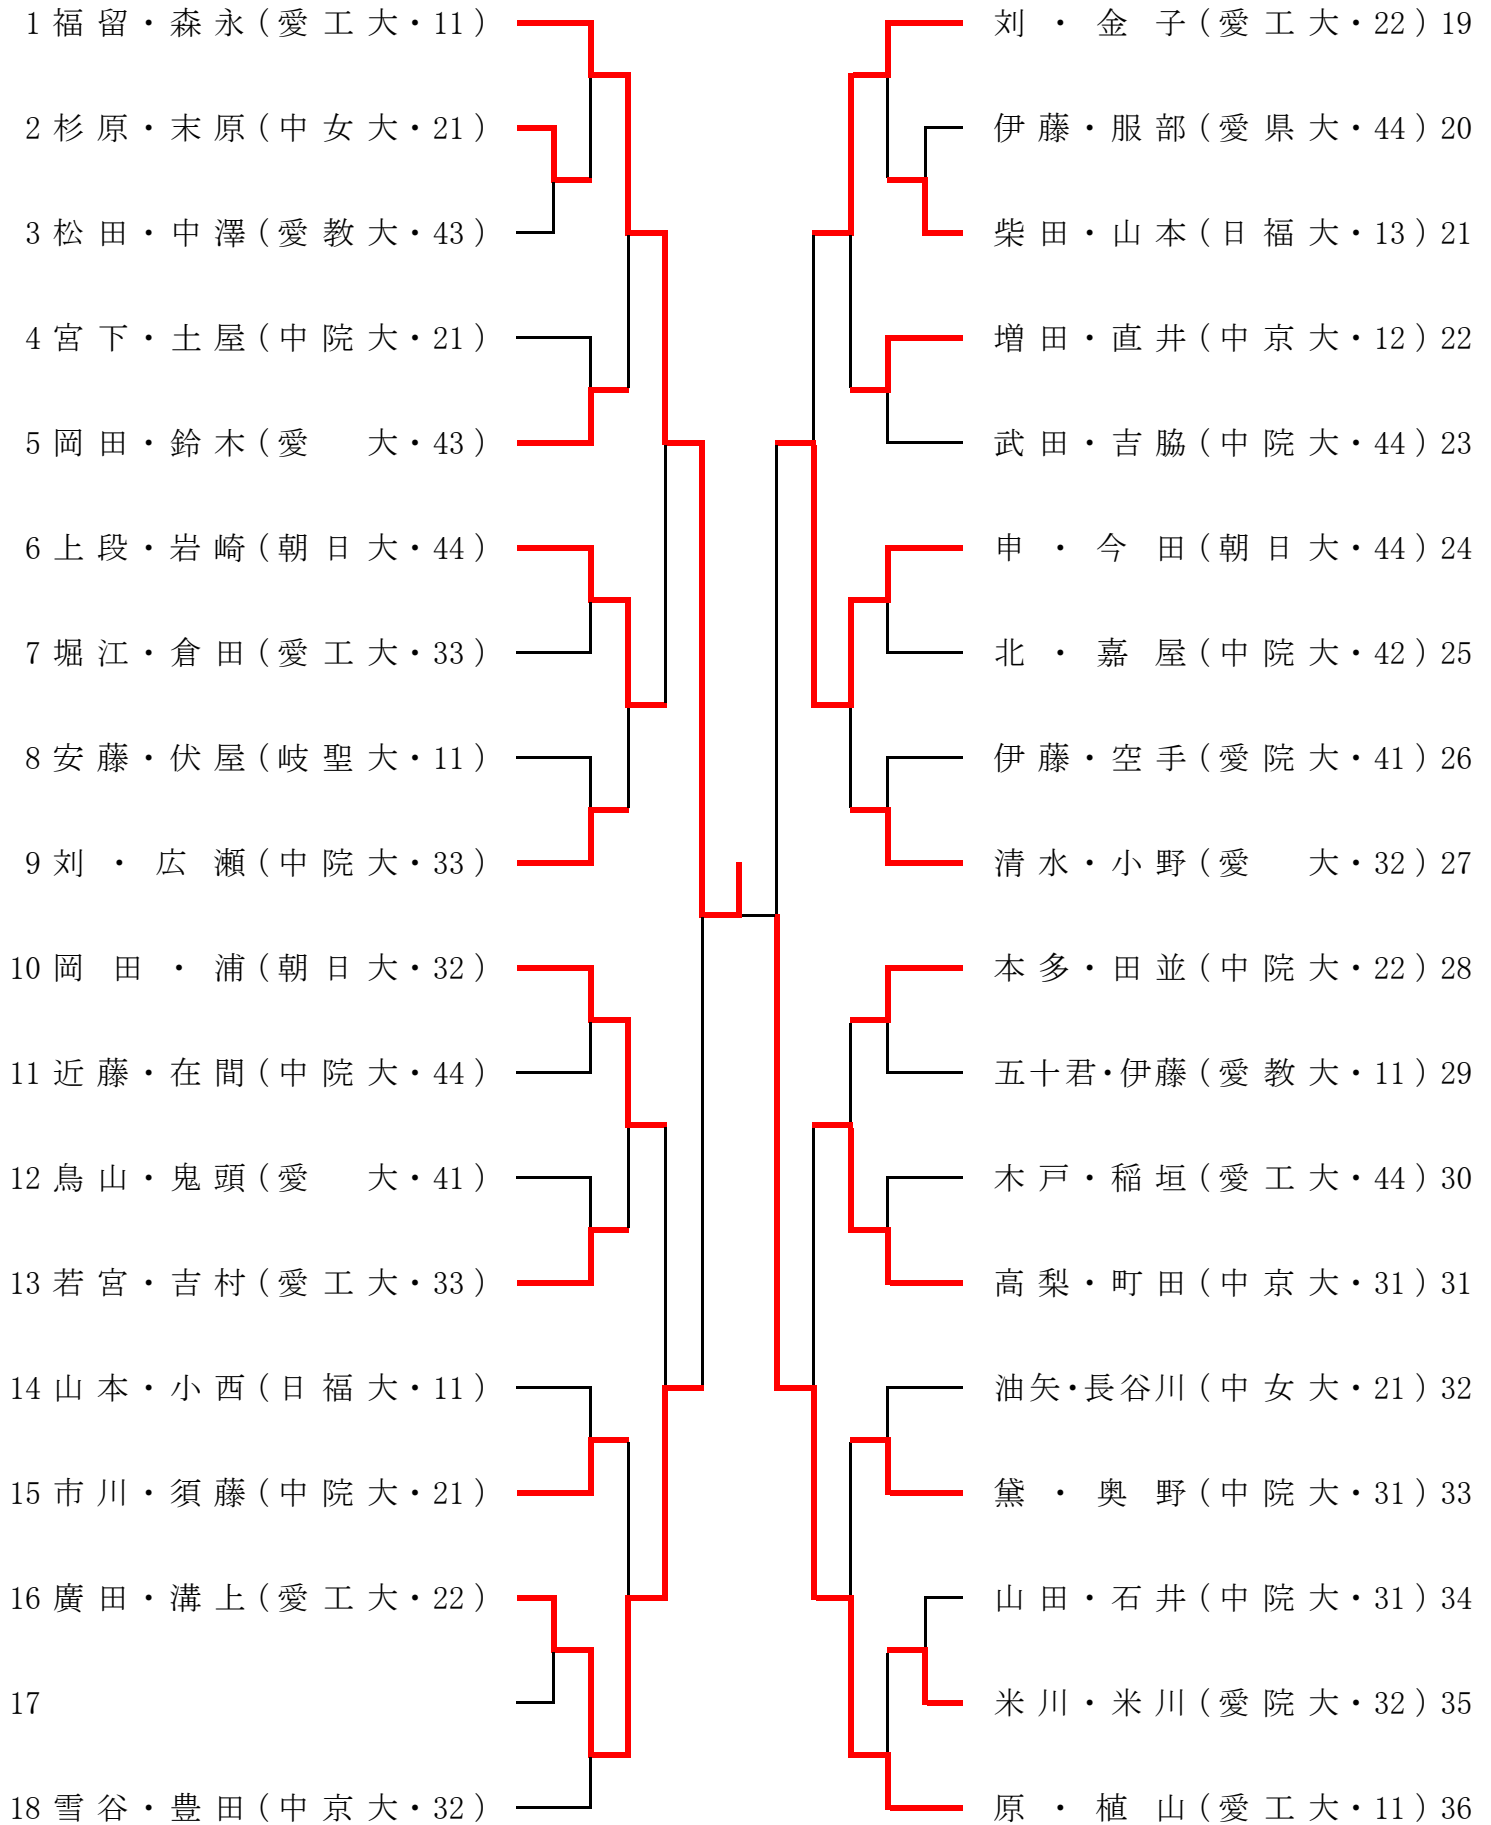 1 福留・森永(愛工大・11)
2 杉原・末原(中女大・21)
3 松田・中澤(愛教大・43)
4 宮下・土屋(中院大・21)
5 岡田・鈴木(愛　大・43)
6 上段・岩崎(朝日大・44)
7 堀江・倉田(愛工大・33)
8 安藤・伏屋(岐聖大・11)
9 刘・広瀬(中院大・33)
10 岡田・浦(朝日大・32)
11 近藤・在間(中院大・44)
12 鳥山・鬼頭(愛　大・41)
13 若宮・吉村(愛工大・33)
14 山本・小西(日福大・11)
15 市川・須藤(中院大・21)
16 廣田・溝上(愛工大・22)
17
18 雪谷・豊田(中京大・32)
刘・金子(愛工大・22)19
伊藤・服部(愛県大・44)20
柴田・山本(日福大・13)21
増田・直井(中京大・12)22
武田・吉脇(中院大・44)23
申・今田(朝日大・44)24
北・嘉屋(中院大・42)25
伊藤・空手(愛院大・41)26
清水・小野(愛　大・32)27
本多・田並(中院大・22)28
五十君・伊藤(愛教大・11)29
木戸・稲垣(愛工大・44)30
高梨・町田(中京大・31)31
油矢・長谷川(中女大・21)32
黛・奥野(中院大・31)33
山田・石井(中院大・31)34
米川・米川(愛院大・32)35
原・植山(愛工大・11)36